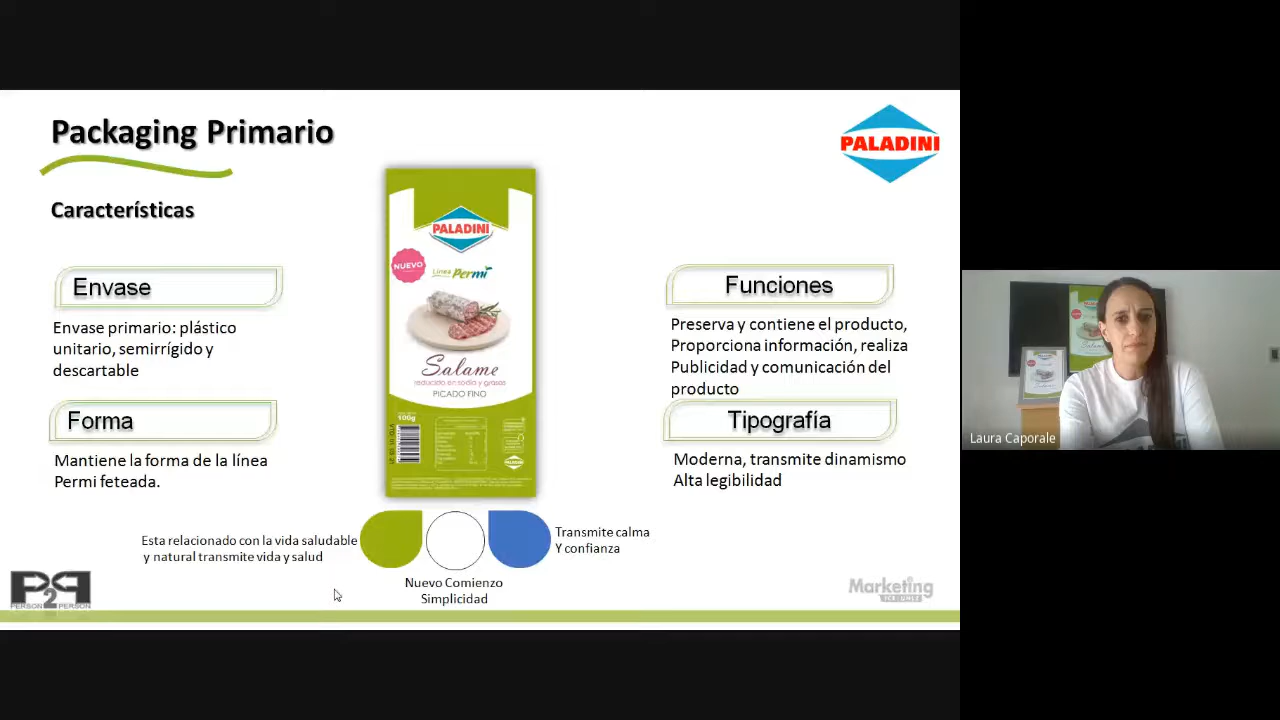 Packaging Primario
PALADINI
Características
Envase
Envase primario: plástico
unitario, semirrígido y
descartable
Forma
Mantiene la forma de la línea
Permi feteada.
PALADINI
NUEVO
Línea Permi
Salame
reducido en sodio y grasas
PICADO FINO
100g
PALADINI
Funciones
Preserva y contiene el producto,
Proporciona información, realiza
Publicidad y comunicación del
producto
Tipografía
Moderna, transmite dinamismo
Alta legibilidad
Esta relacionado con la vida saludable
y natural transmite vida y salud
Transmite calma
Y confianza
Nuevo Comienzo
Simplicidad
P2P
PERSON 2 PERSON
Marketing
Laura Caporale